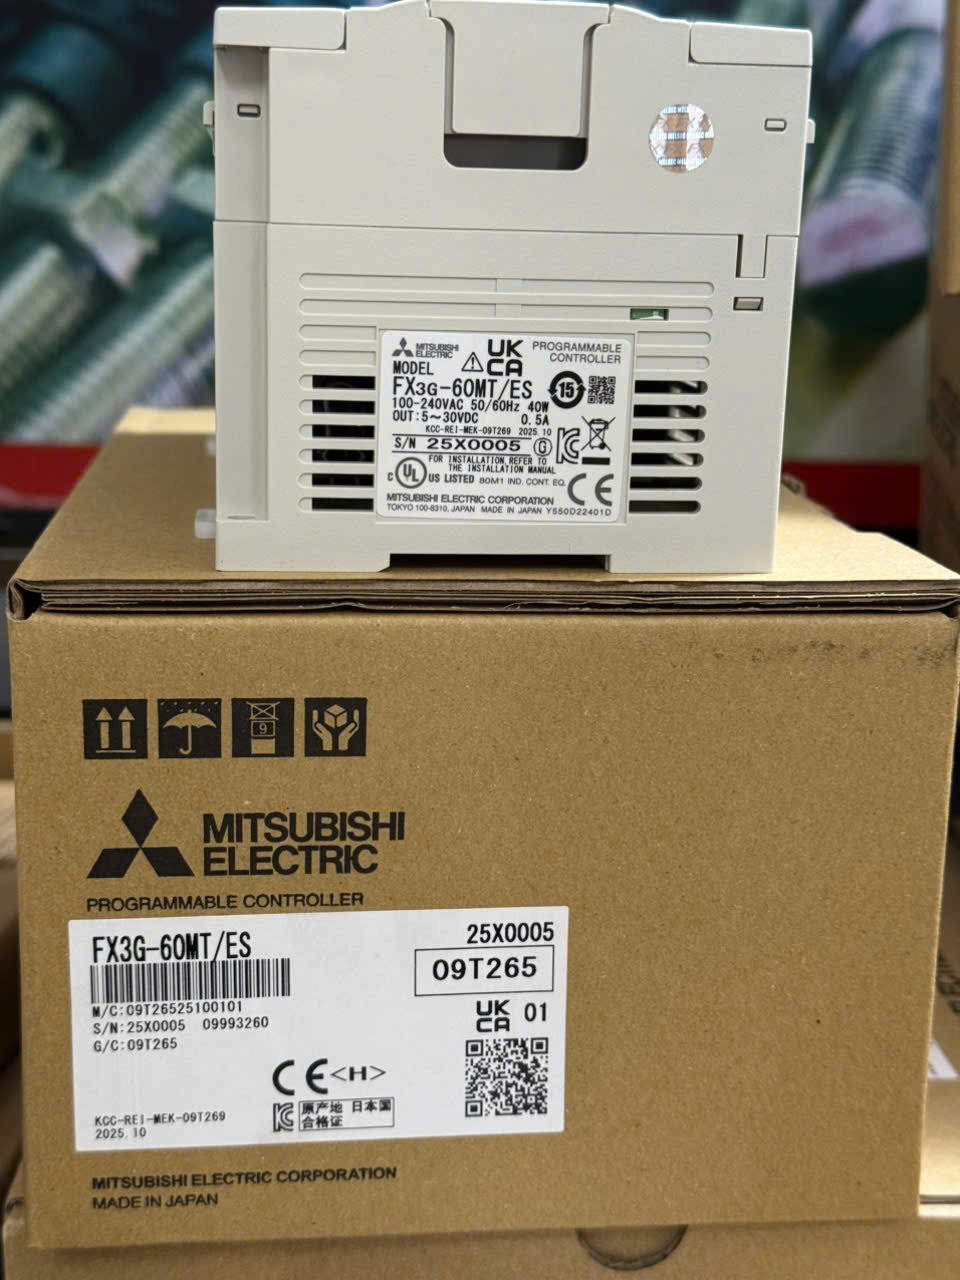 MITSUBISHI
ELECTRIC
UK
CA
PROGRAMMABLE
CONTROLLER
MODEL
FX3G-60MT/ES
15
100-240VAC 50/60Hz 40W
OUT:5~30VDC 0.5A
KCC-REI-MEK-09T269 2025.10
S/N 25X0005 G
FOR INSTALLATION, REFER TO
THE INSTALLATION MANUAL
C UL US LISTED 80M1 IND. CONT. EQ.
CE
MITSUBISHI ELECTRIC CORPORATION
TOKYO 100-8310, JAPAN MADE IN JAPAN Y550D22401D
9
MITSUBISHI
ELECTRIC
PROGRAMMABLE CONTROLLER
FX3G-60MT/ES 25X0005
09T265
M/C:09T26525100101
S/N:25X0005 09993260
G/C:09T265
UK
CA 01
CE<H>
原产地 日本国
合格证
KCC-REI-MEK-09T269
2025.10
MITSUBISHI ELECTRIC CORPORATION
MADE IN JAPAN